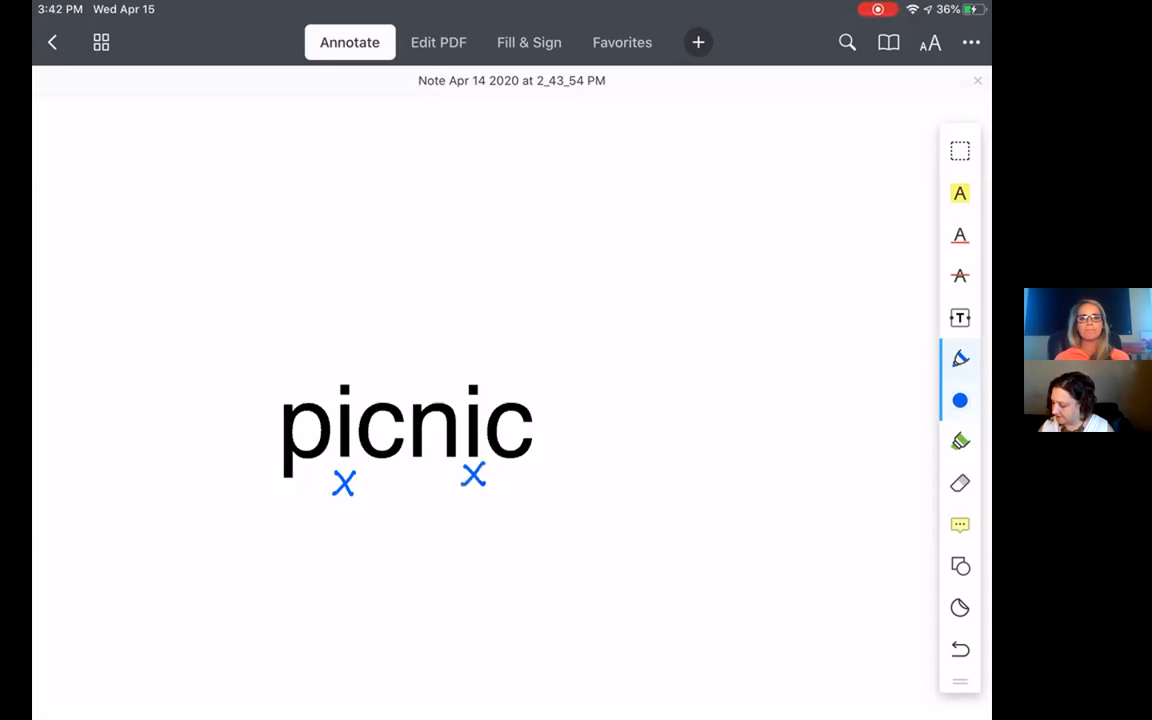 3:42 PM Wed Apr 15
36%
Annotate Edit PDF Fill & Sign Favorites
AA
Note Apr 14 2020 at 2_43_54 PM
A
A
A
T
picnic
x x